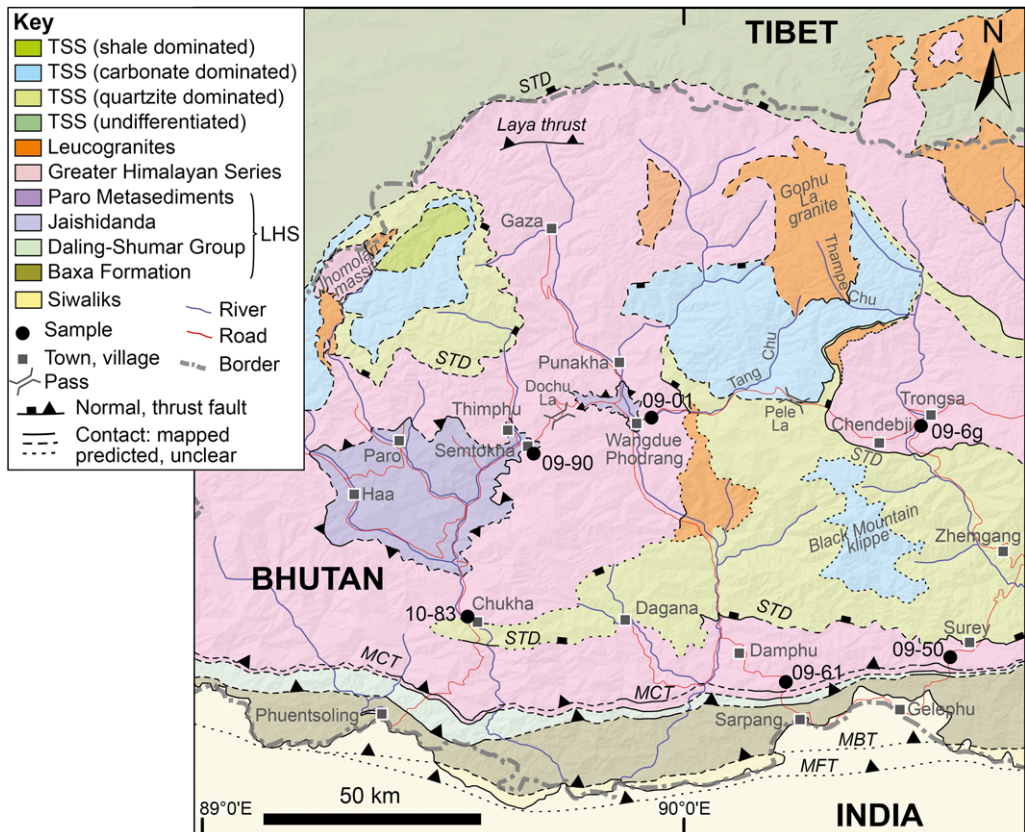 Key
TSS (shale dominated)
TSS (carbonate dominated)
TSS (quartzite dominated)
TSS (undifferentiated)
Leucogranites
Greater Himalayan Series
Paro Metasediments
Jaishidanda
Daling-Shumar Group
Baxa Formation
LHS
Siwaliks
Sample
River
Town, village
Road
Border
Pass
Normal, thrust fault
Contact: mapped
predicted, unclear
TIBET
N
STD
Laya thrust
Gophu
La
granite
Thampe
Chu
Gaza
Jhomolari
massif
STD
Punakha
Tang
Chu
Dochu
La
Thimphu
09-01
Pele
La
Trongsa
Chendebji
09-6g
Semtokha
Wangdue
Phodrang
STD
Paro
09-90
Haa
Black Mountain
klippe
Zhemgang
BHUTAN
10-83
Chukha
STD
Dagana
STD
Surey
Damphu
09-50
MCT
MCT
09-61
Phuentsoling
Sarpang
Gelephu
MBT
MFT
89°0'E
50 km
90°0'E
INDIA